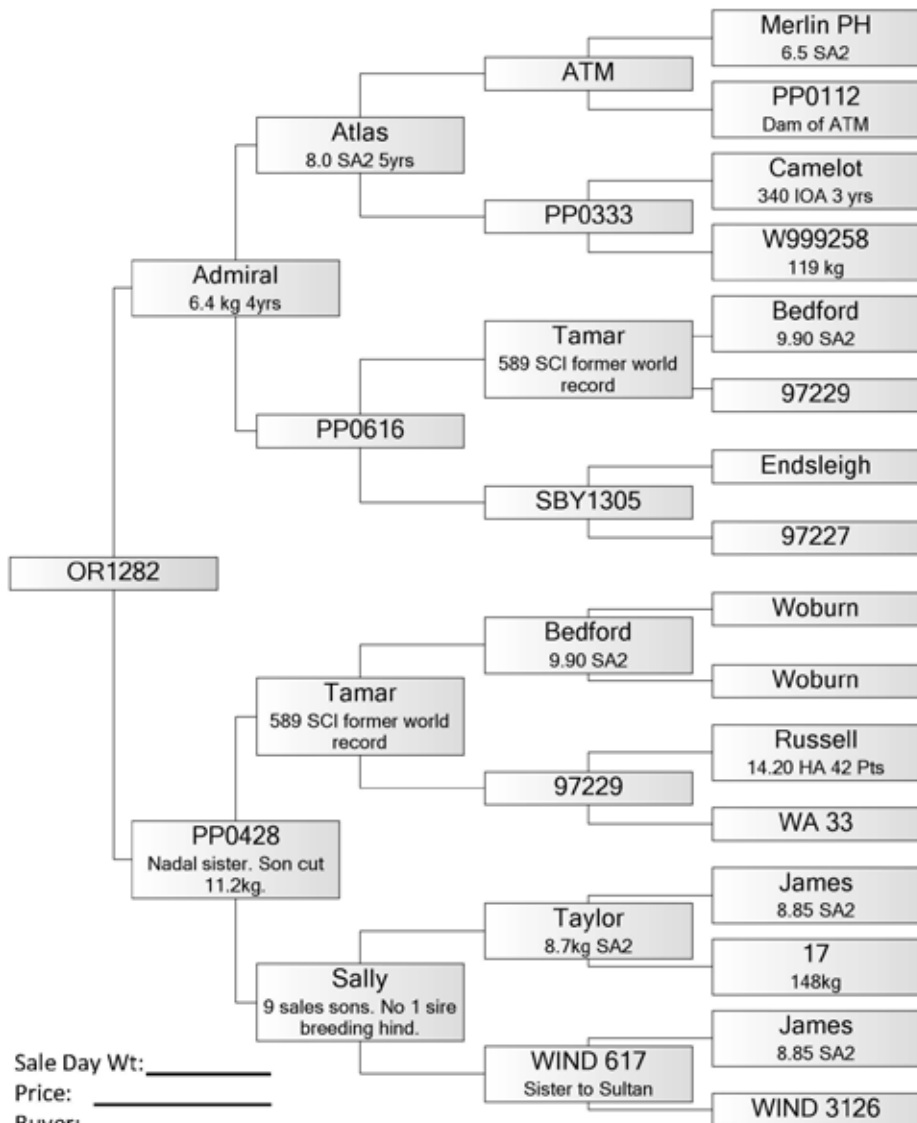 Merlin PH
6.5 SA2
ATM
PP0112
Dam of ATM
Atlas
8.0 SA2 5yrs
Camelot
340 IOA 3 yrs
PP0333
W999258
119 kg
Admiral
6.4 kg 4yrs
Bedford
9.90 SA2
Tamar
589 SCI former world
record
97229
PP0616
Endsleigh
SBY1305
97227
OR1282
Woburn
Bedford
9.90 SA2
Woburn
Tamar
589 SCI former world
record
Russell
14.20 HA 42 Pts
97229
WA 33
PP0428
Nadal sister. Son cut
11.2kg.
James
8.85 SA2
Taylor
8.7kg SA2
17
148kg
Sally
9 sales sons. No 1 sire
breeding hind.
James
8.85 SA2
WIND 617
Sister to Sultan
WIND 3126
Sale Day Wt:
Price:
Buyer: